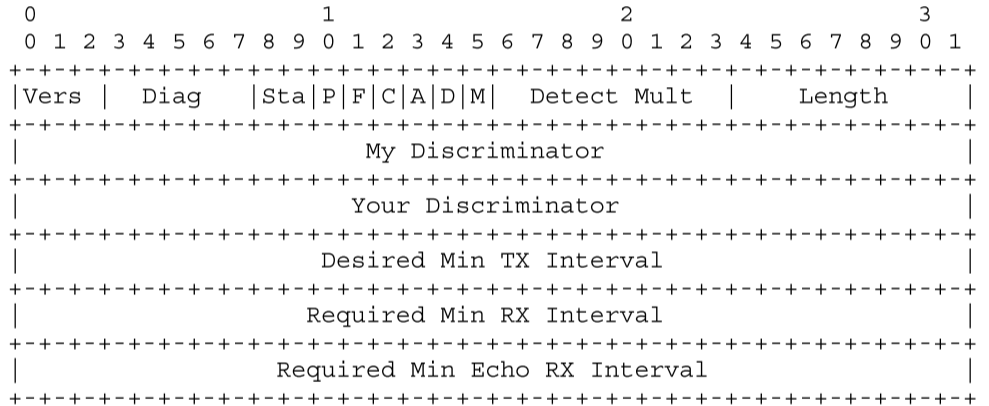 0                   1                   2                   3
 0 1 2 3 4 5 6 7 8 9 0 1 2 3 4 5 6 7 8 9 0 1 2 3 4 5 6 7 8 9 0 1
+-+-+-+-+-+-+-+-+-+-+-+-+-+-+-+-+-+-+-+-+-+-+-+-+-+-+-+-+-+-+-+-+
|Vers |  Diag   |Sta|P|F|C|A|D|M|  Detect Mult  |    Length     |
+-+-+-+-+-+-+-+-+-+-+-+-+-+-+-+-+-+-+-+-+-+-+-+-+-+-+-+-+-+-+-+-+
|                       My Discriminator                        |
+-+-+-+-+-+-+-+-+-+-+-+-+-+-+-+-+-+-+-+-+-+-+-+-+-+-+-+-+-+-+-+-+
|                      Your Discriminator                       |
+-+-+-+-+-+-+-+-+-+-+-+-+-+-+-+-+-+-+-+-+-+-+-+-+-+-+-+-+-+-+-+-+
|                    Desired Min TX Interval                    |
+-+-+-+-+-+-+-+-+-+-+-+-+-+-+-+-+-+-+-+-+-+-+-+-+-+-+-+-+-+-+-+-+
|                   Required Min RX Interval                    |
+-+-+-+-+-+-+-+-+-+-+-+-+-+-+-+-+-+-+-+-+-+-+-+-+-+-+-+-+-+-+-+-+
|                 Required Min Echo RX Interval                 |
+-+-+-+-+-+-+-+-+-+-+-+-+-+-+-+-+-+-+-+-+-+-+-+-+-+-+-+-+-+-+-+-+